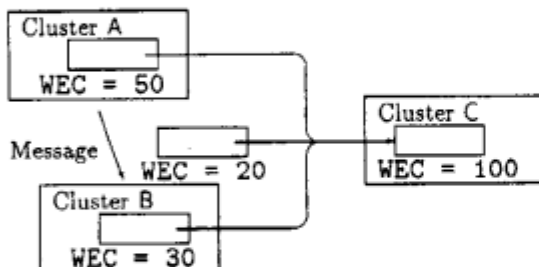 Cluster A
WEC = 50
Cluster C
Message
WEC = 20
WEC = 100
Cluster B
WEC = 30